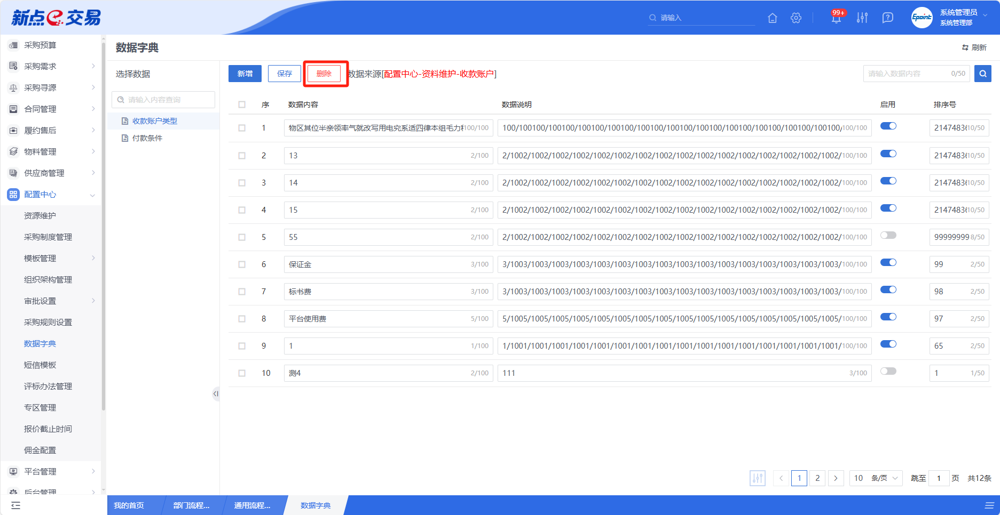 新点e交易
请输入
99+
Epoint
系统管理员
系统管理部
采购预算
采购需求
采购寻源
合同管理
履约售后
物料管理
供应商管理
配置中心
资源维护
采购制度管理
模板管理
组织架构管理
审批设置
采购规则设置
数据字典
短信模板
评标办法管理
专区管理
报价截止时间
佣金配置
平台管理
后台管理
数据字典
刷新
选择数据
请输入内容查询
收款账户类型
付款条件
新增 保存 删除 数据来源[配置中心-资料维护-收款账户]
请输入数据内容 0/50
序 数据内容 数据说明 启用 排序号
1 物区其位半亲领率气就改写用电究系适四律本组毛力 100/100 100/100100/100100/100100/100100/100100/100100/100100/100100/100100/100100/100100/ 100/100 2147483 10/50
2 13 2/100 2/1002/1002/1002/1002/1002/1002/1002/1002/1002/1002/1002/1002/1002/1002/1002/ 100/100 2147483 10/50
3 14 2/100 2/1002/1002/1002/1002/1002/1002/1002/1002/1002/1002/1002/1002/1002/1002/1002/ 100/100 2147483 10/50
4 15 2/100 2/1002/1002/1002/1002/1002/1002/1002/1002/1002/1002/1002/1002/1002/1002/1002/ 100/100 2147483 10/50
5 55 2/100 2/1002/1002/1002/1002/1002/1002/1002/1002/1002/1002/1002/1002/1002/1002/1002/ 100/100 99999999 8/50
6 保证金 3/100 3/1003/1003/1003/1003/1003/1003/1003/1003/1003/1003/1003/1003/1003/1003/1003/ 100/100 99 2/50
7 标书费 3/100 3/1003/1003/1003/1003/1003/1003/1003/1003/1003/1003/1003/1003/1003/1003/1003/ 100/100 98 2/50
8 平台使用费 5/100 5/1005/1005/1005/1005/1005/1005/1005/1005/1005/1005/1005/1005/1005/1005/1005/ 100/100 97 2/50
9 1 1/100 1/1001/1001/1001/1001/1001/1001/1001/1001/1001/1001/1001/1001/1001/1001/1001/ 100/100 65 2/50
10 测4 2/100 111 3/100 1 1/50
1 2 10 条/页 跳至 1 页 共12条
我的首页 部门流程... 通用流程... 数据字典